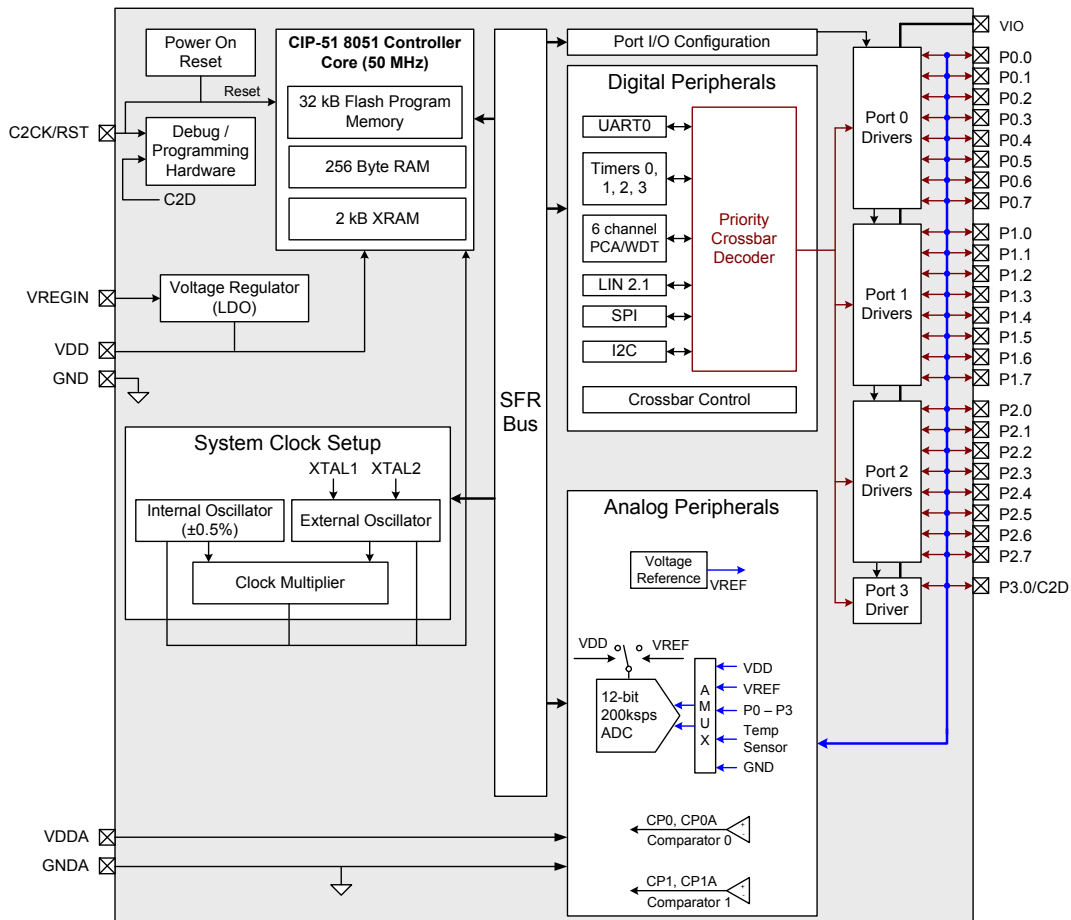 Power On
Reset
CIP-51 8051 Controller
Core (50 MHz)
32 kB Flash Program
Memory
256 Byte RAM
2 kB XRAM
Reset
C2CK/RST
Debug /
Programming
Hardware
C2D
VREGIN
Voltage Regulator
(LDO)
VDD
GND
System Clock Setup
XTAL1
XTAL2
Internal Oscillator
(±0.5%)
External Oscillator
Clock Multiplier
VDDA
GNDA
SFR
Bus
Port I/O Configuration
Digital Peripherals
UART0
Timers 0,
1, 2, 3
6 channel
PCA/WDT
LIN 2.1
SPI
I2C
Priority
Crossbar
Decoder
Crossbar Control
Analog Peripherals
Voltage
Reference
VREF
VDD
VREF
12-bit
200ksps
ADC
A
M
U
X
VDD
VREF
P0 – P3
Temp
Sensor
GND
CP0, CP0A
+
-
Comparator 0
CP1, CP1A
+
-
Comparator 1
Port 0
Drivers
Port 1
Drivers
Port 2
Drivers
Port 3
Driver
VIO
P0.0
P0.1
P0.2
P0.3
P0.4
P0.5
P0.6
P0.7
P1.0
P1.1
P1.2
P1.3
P1.4
P1.5
P1.6
P1.7
P2.0
P2.1
P2.2
P2.3
P2.4
P2.5
P2.6
P2.7
P3.0/C2D